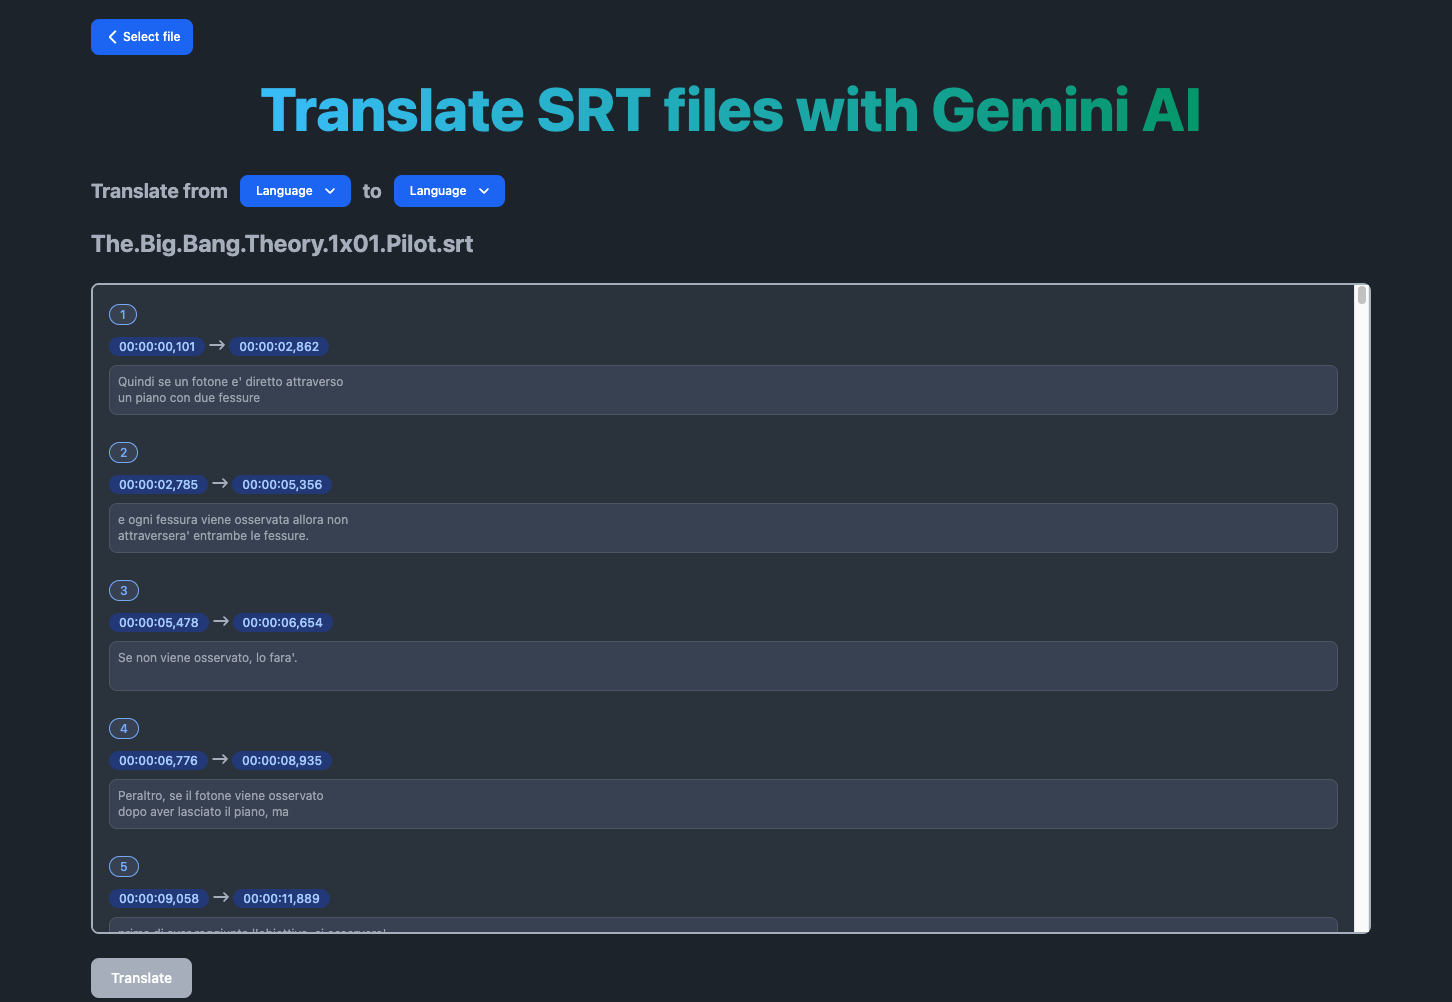 Select file
Translate SRT files with Gemini AI
Translate from Language to Language
The.Big.Bang.Theory.1x01.Pilot.srt
1
00:00:00,101 → 00:00:02,862
Quindi se un fotone e' diretto attraverso
un piano con due fessure
2
00:00:02,785 → 00:00:05,356
e ogni fessura viene osservata allora non
attraversera' entrambe le fessure.
3
00:00:05,478 → 00:00:06,654
Se non viene osservato, lo fara'.
4
00:00:06,776 → 00:00:08,935
Peraltro, se il fotone viene osservato
dopo aver lasciato il piano, ma
5
00:00:09,058 → 00:00:11,889
Translate